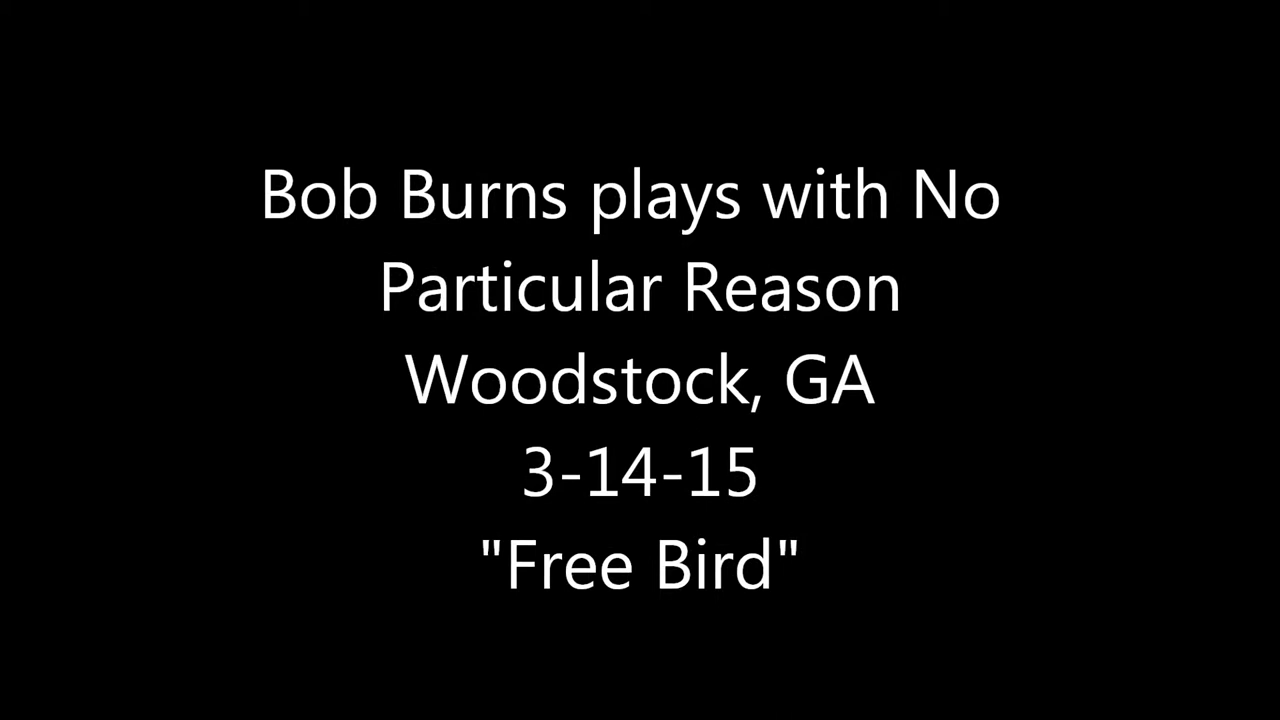 Bob Burns plays with No
Particular Reason
Woodstock, GA
3-14-15
"Free Bird"